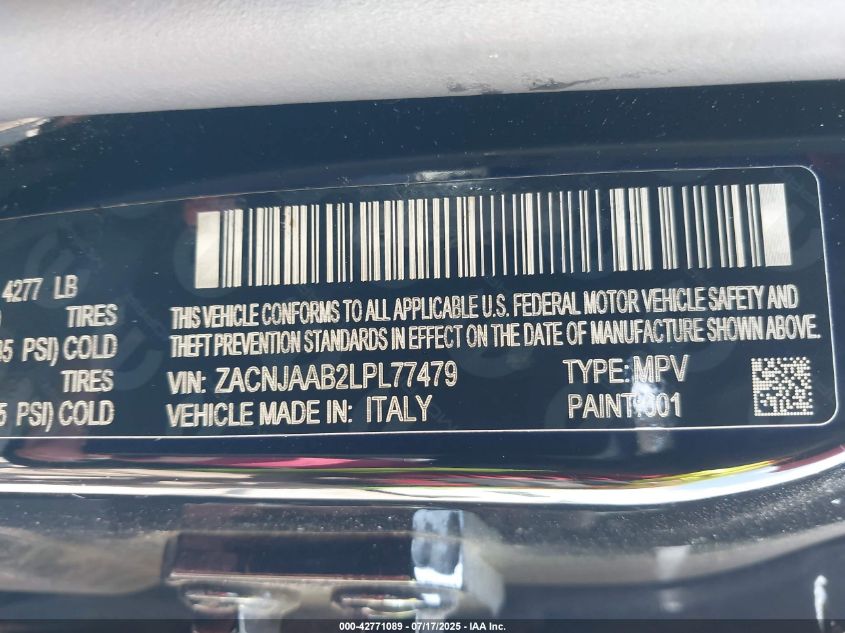 4277 LB
TIRES
PSI) COLD
TIRES
PSI) COLD
THIS VEHICLE CONFORMS TO ALL APPLICABLE U.S. FEDERAL MOTOR VEHICLE SAFETY AND
THEFT PREVENTION STANDARDS IN EFFECT ON THE DATE OF MANUFACTURE SHOWN ABOVE.
VIN: ZACNJAAB2LPL77479 TYPE: MPV
VEHICLE MADE IN: ITALY
000-42771089 - 07/17/2025 - IAA Inc.